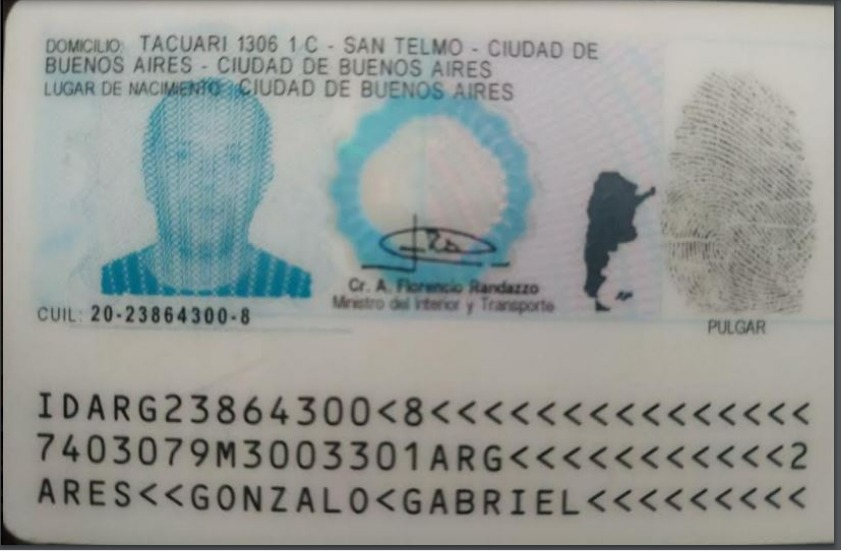 DOMICILIO: TACUARI 1306 1 C - SAN TELMO - CIUDAD DE
BUENOS AIRES - CIUDAD DE BUENOS AIRES
LUGAR DE NACIMIENTO: CIUDAD DE BUENOS AIRES
Cr. A. Florencio Randazzo
Ministro del Interior y Transporte
CUIL: 20-23864300-8
PULGAR
IDARG23864300<8<<<<<<<<<<<<<<<
7403079M3003301ARG<<<<<<<<<<<2
ARES<<GONZALO<GABRIEL<<<<<<<<<